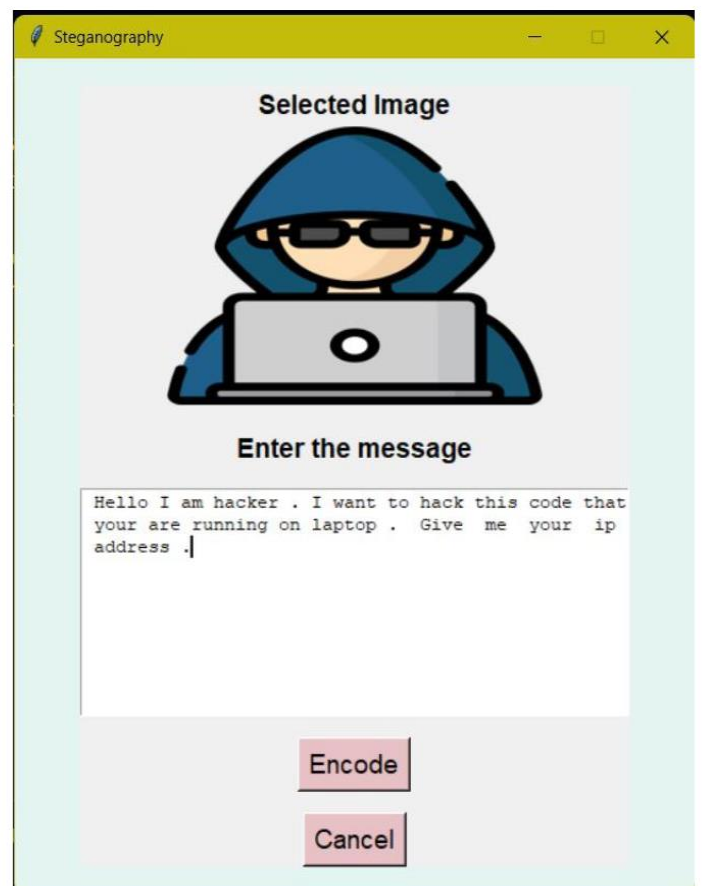 Steganography
Selected Image
Enter the message
Hello I am hacker . I want to hack this code that
your are running on laptop .  Give  me  your  ip
address .
Encode
Cancel